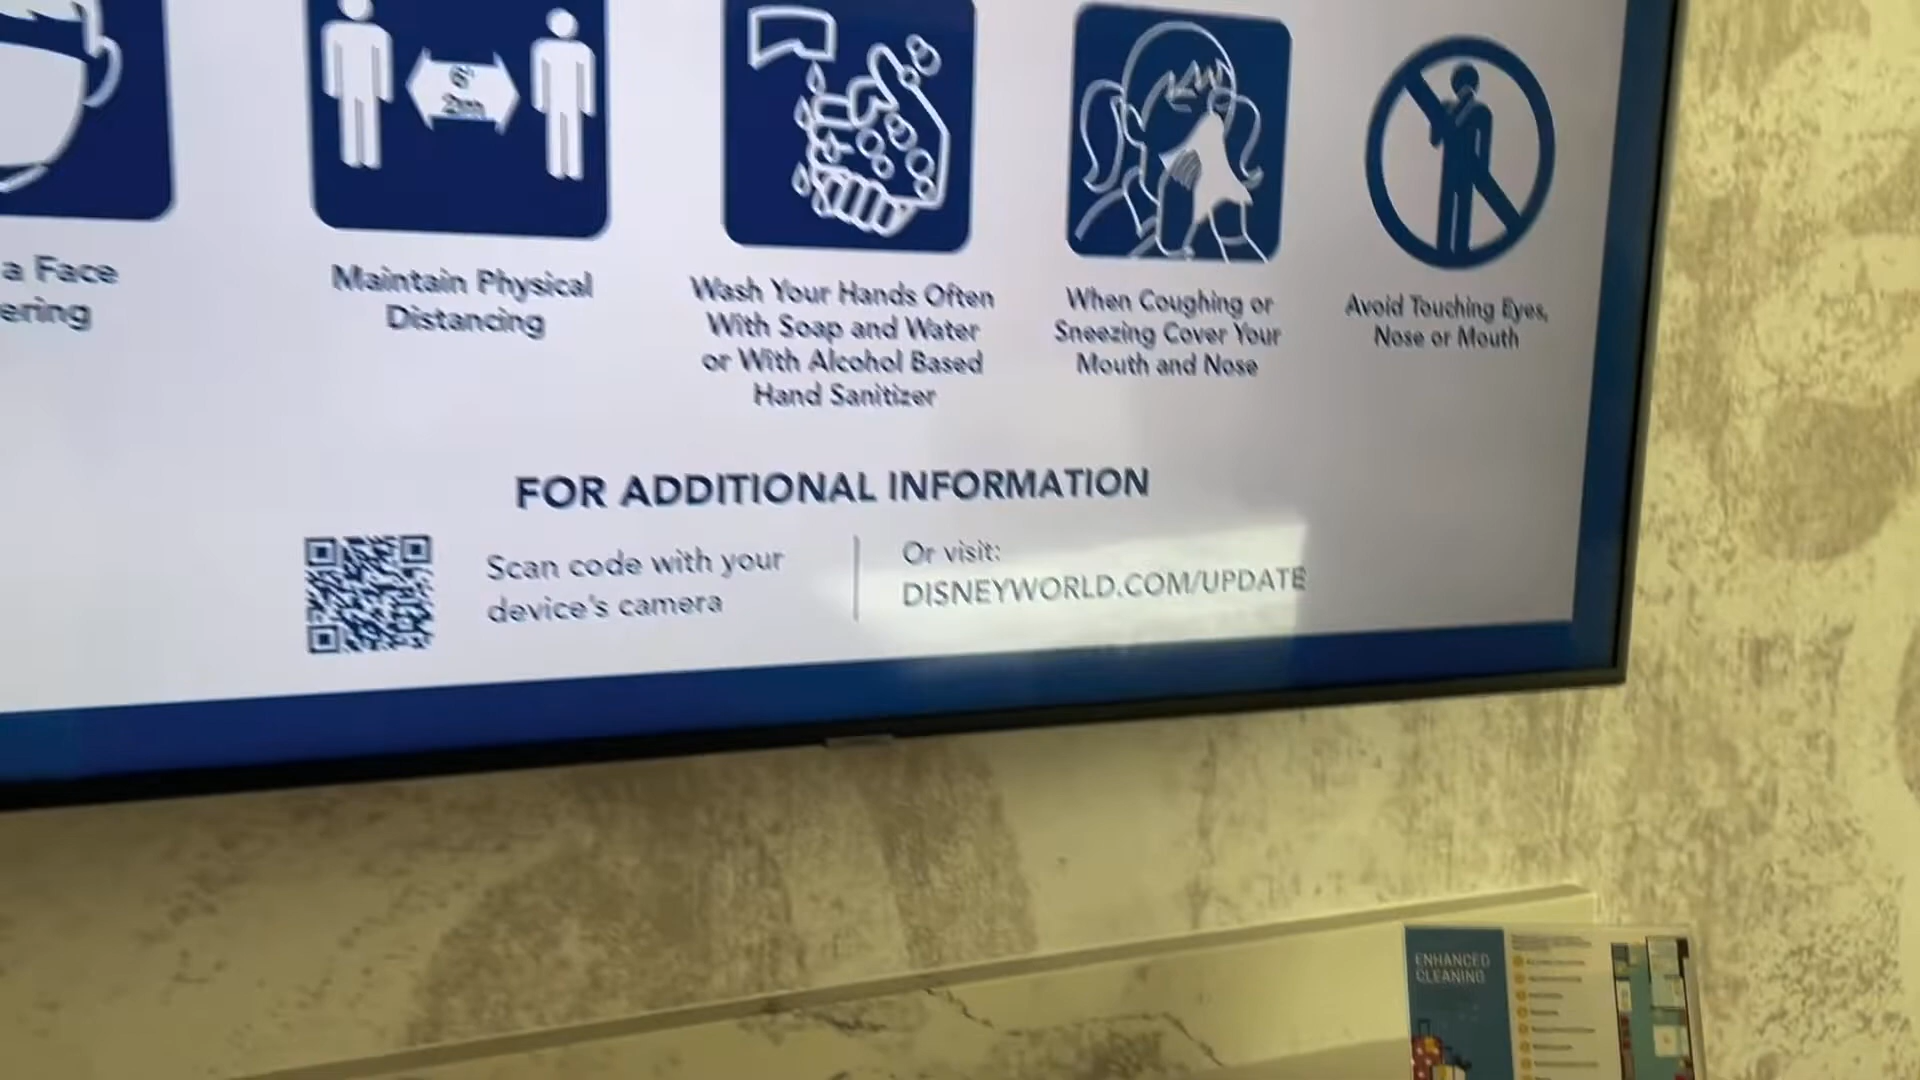 6'
2m
a Face
ering
Maintain Physical
Distancing
Wash Your Hands Often
With Soap and Water
or With Alcohol Based
Hand Sanitizer
When Coughing or
Sneezing Cover Your
Mouth and Nose
Avoid Touching Eyes,
Nose or Mouth
FOR ADDITIONAL INFORMATION
Scan code with your
device's camera
Or visit:
DISNEYWORLD.COM/UPDATE
ENHANCED
CLEANING